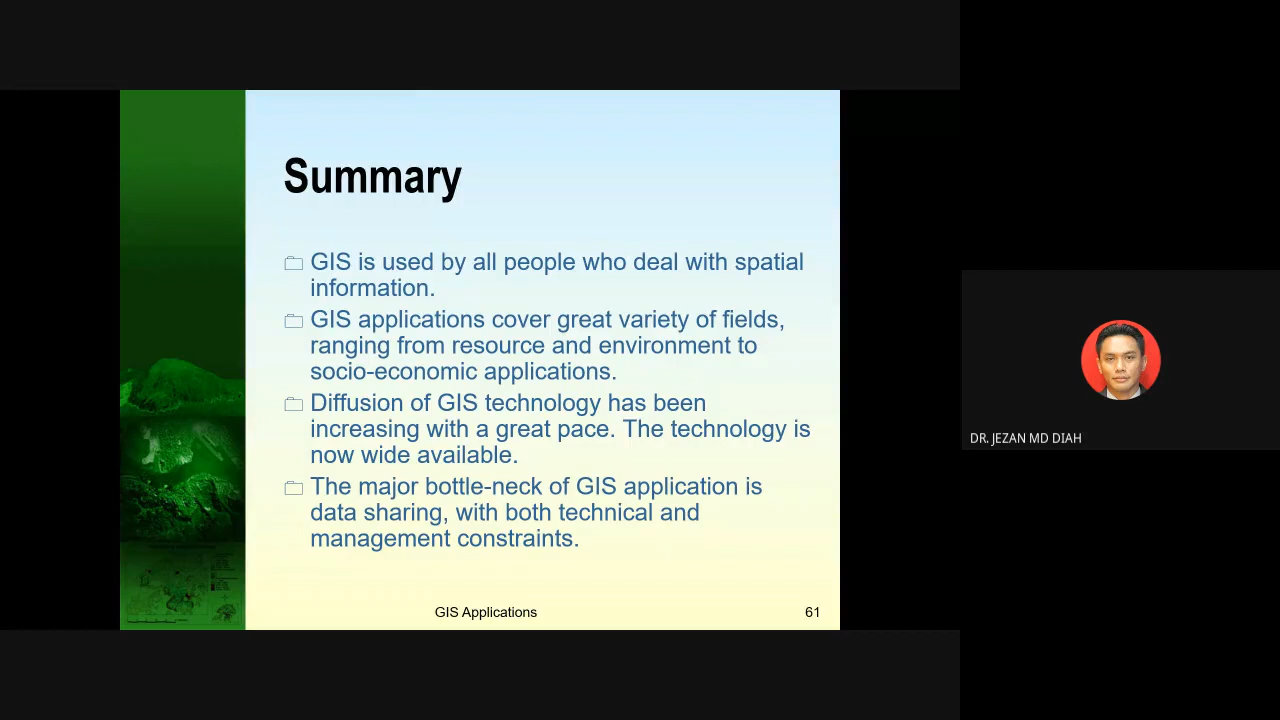 Summary
GIS is used by all people who deal with spatial
information.
GIS applications cover great variety of fields,
ranging from resource and environment to
socio-economic applications.
Diffusion of GIS technology has been
increasing with a great pace. The technology is
now wide available.
The major bottle-neck of GIS application is
data sharing, with both technical and
management constraints.
GIS Applications
61
DR. JEZAN MD DIAH